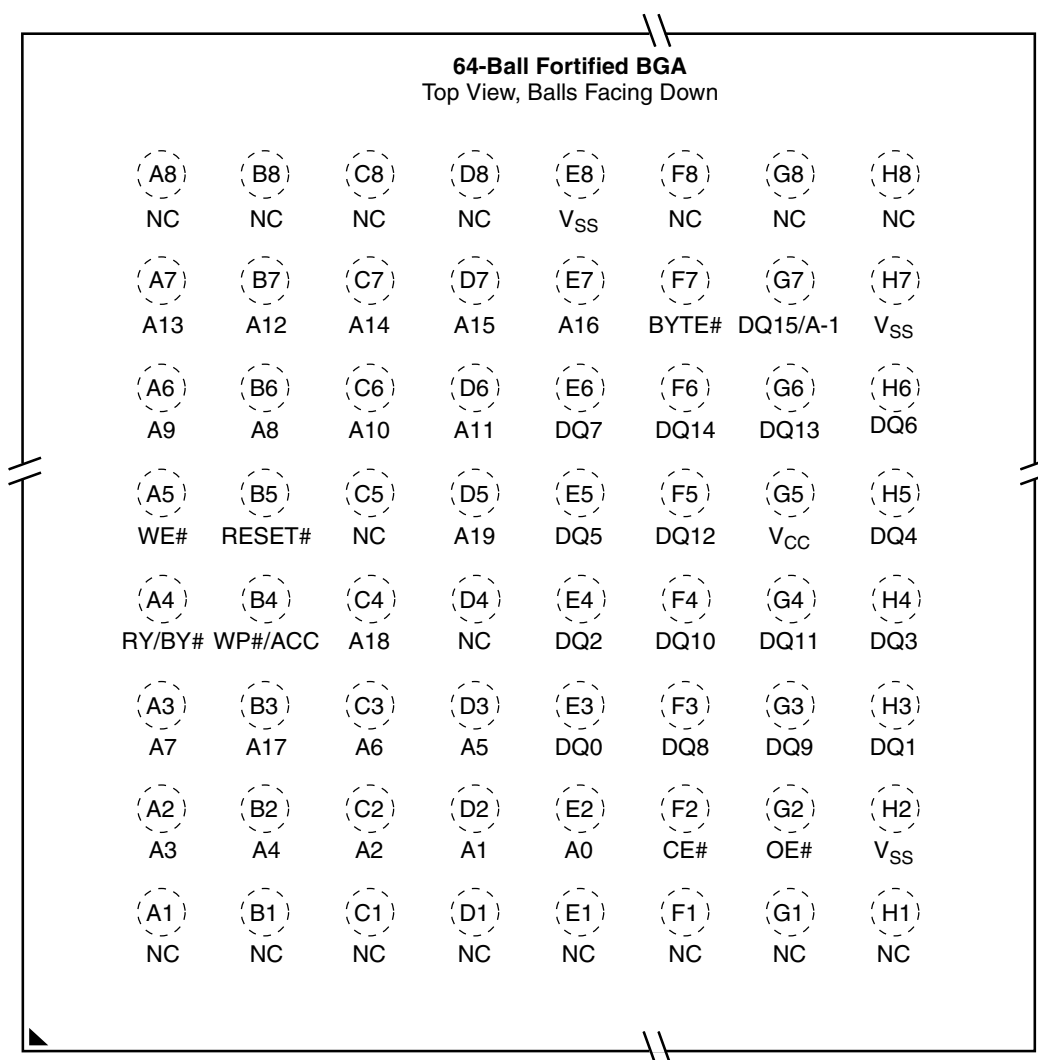 64-Ball Fortified BGA
Top View, Balls Facing Down
A8 B8 C8 D8 E8 F8 G8 H8
NC NC NC NC VSS NC NC NC
A7 B7 C7 D7 E7 F7 G7 H7
A13 A12 A14 A15 A16 BYTE# DQ15/A-1 VSS
A6 B6 C6 D6 E6 F6 G6 H6
A9 A8 A10 A11 DQ7 DQ14 DQ13 DQ6
A5 B5 C5 D5 E5 F5 G5 H5
WE# RESET# NC A19 DQ5 DQ12 VCC DQ4
A4 B4 C4 D4 E4 F4 G4 H4
RY/BY# WP#/ACC A18 NC DQ2 DQ10 DQ11 DQ3
A3 B3 C3 D3 E3 F3 G3 H3
A7 A17 A6 A5 DQ0 DQ8 DQ9 DQ1
A2 B2 C2 D2 E2 F2 G2 H2
A3 A4 A2 A1 A0 CE# OE# VSS
A1 B1 C1 D1 E1 F1 G1 H1
NC NC NC NC NC NC NC NC